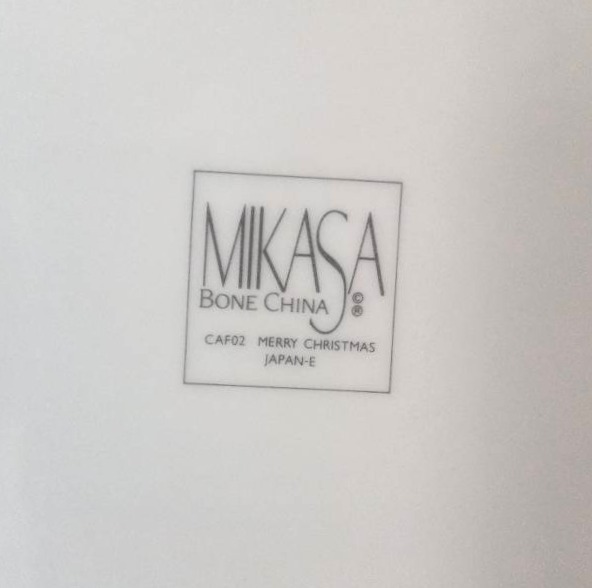 MIKASA
BONE CHINA ©®
CAF02 MERRY CHRISTMAS
JAPAN-E